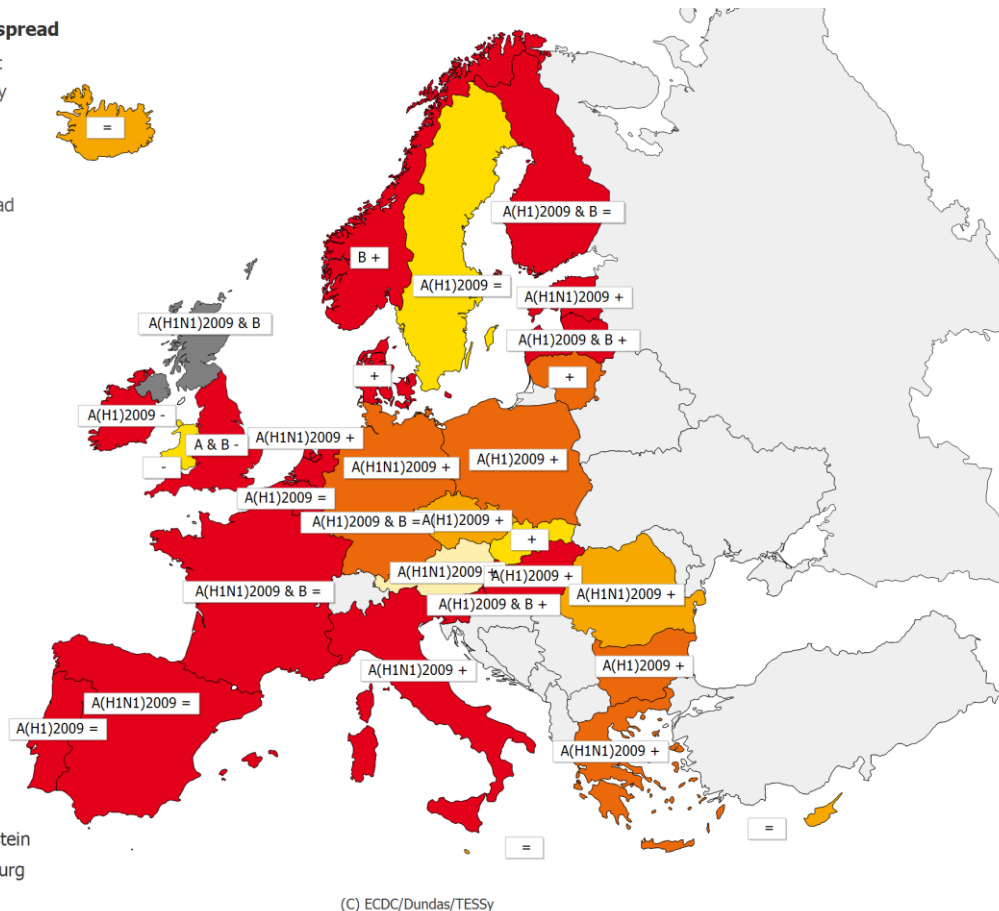 spread
=
ad
A(H1)2009 & B =
B +
A(H1)2009 =
A(H1N1)2009 +
A(H1N1)2009 & B
A(H1)2009 & B +
+
+
A(H1)2009 -
A & B -
A(H1N1)2009 +
A(H1)2009 +
-
A(H1N1)2009 +
A(H1)2009 =
A(H1)2009 & B =
A(H1)2009 +
+
A(H1N1)2009 +
A(H1)2009 +
A(H1N1)2009 & B =
A(H1N1)2009 +
A(H1)2009 & B +
A(H1)2009 +
A(H1N1)2009 +
A(H1N1)2009 =
A(H1)2009 =
A(H1N1)2009 +
=
=
tein
urg
(C) ECDC/Dundas/TESSy